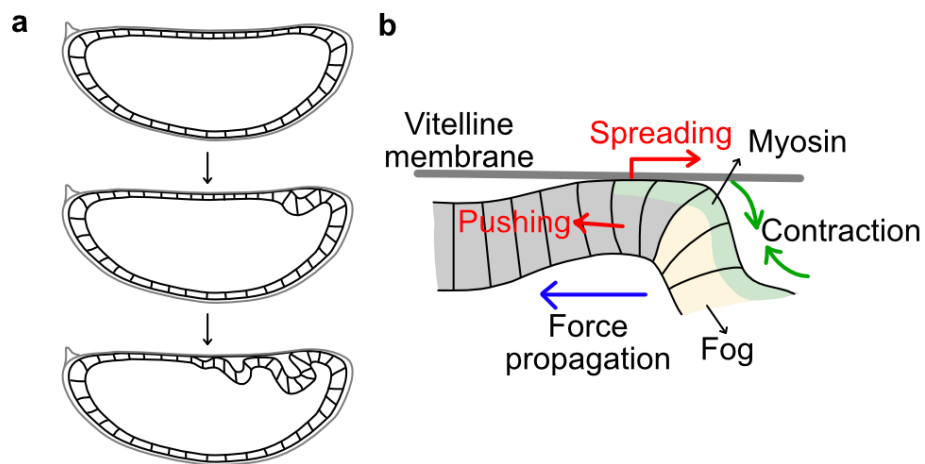 a
b
Vitelline
membrane
Spreading
Myosin
Pushing
Contraction
Force
propagation
Fog